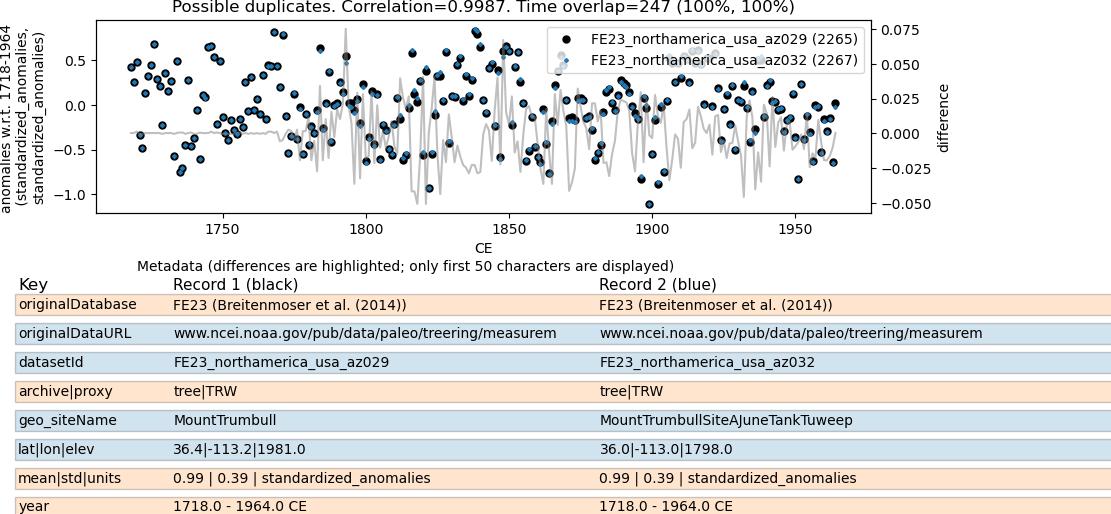 Possible duplicates. Correlation=0.9987. Time overlap=247 (100%, 100%)
anomalies w.r.t. 1718-1964
(standardized_anomalies,
standardized_anomalies)
0.5
0.0
−0.5
−1.0
FE23_northamerica_usa_az029 (2265)
FE23_northamerica_usa_az032 (2267)
0.075
0.050
0.025
0.000
−0.025
−0.050
difference
1750 1800 1850 1900 1950
CE
Metadata (differences are highlighted; only first 50 characters are displayed)
Key Record 1 (black) Record 2 (blue)
originalDatabase FE23 (Breitenmoser et al. (2014)) FE23 (Breitenmoser et al. (2014))
originalDataURL www.ncei.noaa.gov/pub/data/paleo/treering/measurem www.ncei.noaa.gov/pub/data/paleo/treering/measurem
datasetId FE23_northamerica_usa_az029 FE23_northamerica_usa_az032
archive|proxy tree|TRW tree|TRW
geo_siteName MountTrumbull MountTrumbullSiteAJuneTankTuweep
lat|lon|elev 36.4|-113.2|1981.0 36.0|-113.0|1798.0
mean|std|units 0.99 | 0.39 | standardized_anomalies 0.99 | 0.39 | standardized_anomalies
year 1718.0 - 1964.0 CE 1718.0 - 1964.0 CE